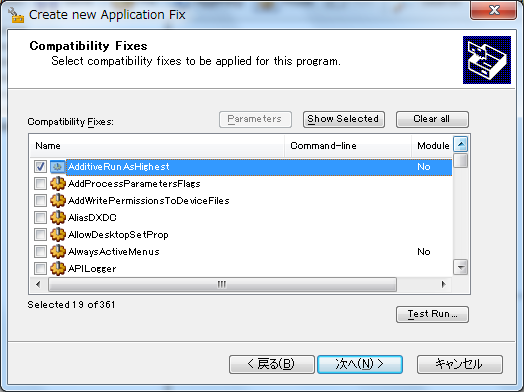 Create new Application Fix
Compatibility Fixes
Select compatibility fixes to be applied for this program.
Compatibility Fixes:
Parameters
Show Selected
Clear all
Name Command-line Module
AdditiveRunAsHighest No
AddProcessParametersFlags
AddWritePermissionsToDeviceFiles
AliasDXDC
AllowDesktopSetProp
AlwaysActiveMenus No
APILogger
Selected 19 of 361
Test Run...
< 戻る(B)
次へ(N) >
キャンセル